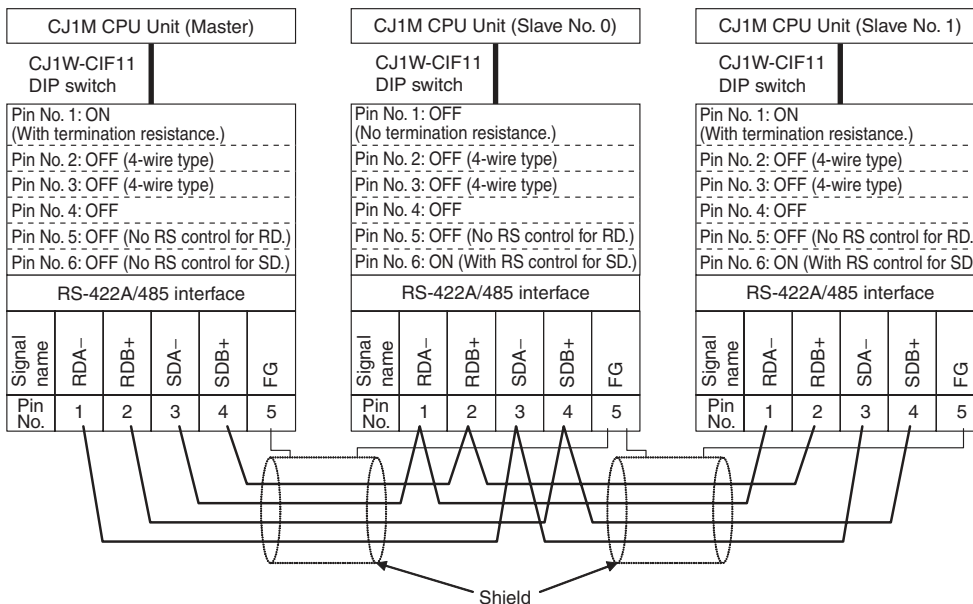 CJ1M CPU Unit (Master)
CJ1W-CIF11
DIP switch
Pin No. 1: ON
(With termination resistance.)
Pin No. 2: OFF (4-wire type)
Pin No. 3: OFF (4-wire type)
Pin No. 4: OFF
Pin No. 5: OFF (No RS control for RD.)
Pin No. 6: OFF (No RS control for SD.)
RS-422A/485 interface
Signal name
RDA−
RDB+
SDA−
SDB+
FG
Pin No.
1
2
3
4
5
CJ1M CPU Unit (Slave No. 0)
CJ1W-CIF11
DIP switch
Pin No. 1: OFF
(No termination resistance.)
Pin No. 2: OFF (4-wire type)
Pin No. 3: OFF (4-wire type)
Pin No. 4: OFF
Pin No. 5: OFF (No RS control for RD.)
Pin No. 6: ON (With RS control for SD.)
RS-422A/485 interface
Signal name
RDA−
RDB+
SDA−
SDB+
FG
Pin No.
1
2
3
4
5
CJ1M CPU Unit (Slave No. 1)
CJ1W-CIF11
DIP switch
Pin No. 1: ON
(With termination resistance.)
Pin No. 2: OFF (4-wire type)
Pin No. 3: OFF (4-wire type)
Pin No. 4: OFF
Pin No. 5: OFF (No RS control for RD.
Pin No. 6: ON (With RS control for SD
RS-422A/485 interface
Signal name
RDA−
RDB+
SDA−
SDB+
FG
Pin No.
1
2
3
4
5
Shield